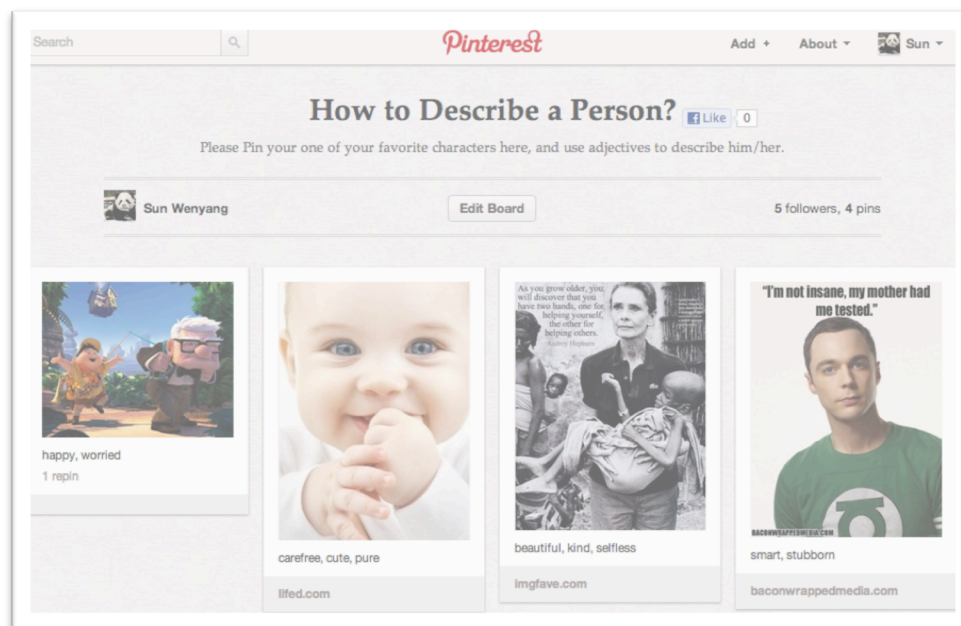 Search
Pinterest
Add +
About
Sun
How to Describe a Person?
Like
0
Please Pin your one of your favorite characters here, and use adjectives to describe him/her.
Sun Wenyang
Edit Board
5 followers, 4 pins
happy, worried
1 repin
carefree, cute, pure
lifed.com
As you grow older, you
will discover that you
have two hands, one for
helping yourself,
the other for
helping others.
Audrey Hepburn
beautiful, kind, selfless
imgfave.com
"I'm not insane, my mother had
me tested."
BACONWRAPPEDMEDIA.COM
smart, stubborn
baconwrappedmedia.com